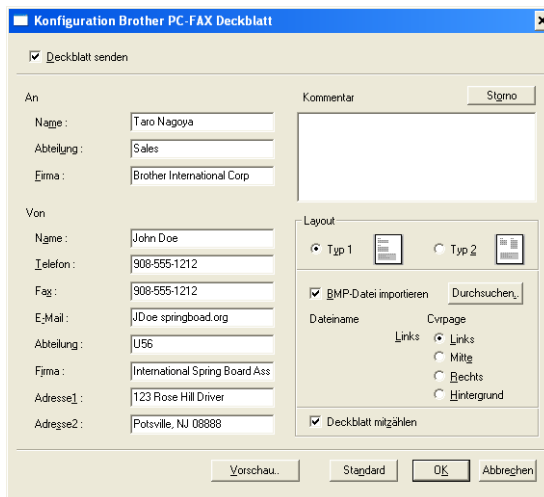 Konfiguration Brother PC-FAX Deckblatt
Deckblatt senden
An
Name : Taro Nagoya
Abteilung : Sales
Firma : Brother International Corp
Von
Name : John Doe
Telefon : 908-555-1212
Fax : 908-555-1212
E-Mail : JDoe springboad.org
Abteilung : U56
Firma : International Spring Board Ass
Adresse1 : 123 Rose Hill Driver
Adresse2 : Potsville, NJ 08888
Kommentar Storno
Layout
Typ 1 Typ 2
BMP-Datei importieren Durchsuchen..
Dateiname Cvrpage
Links Links
Mitte
Rechts
Hintergrund
Deckblatt mitzählen
Vorschau.. Standard OK Abbrechen